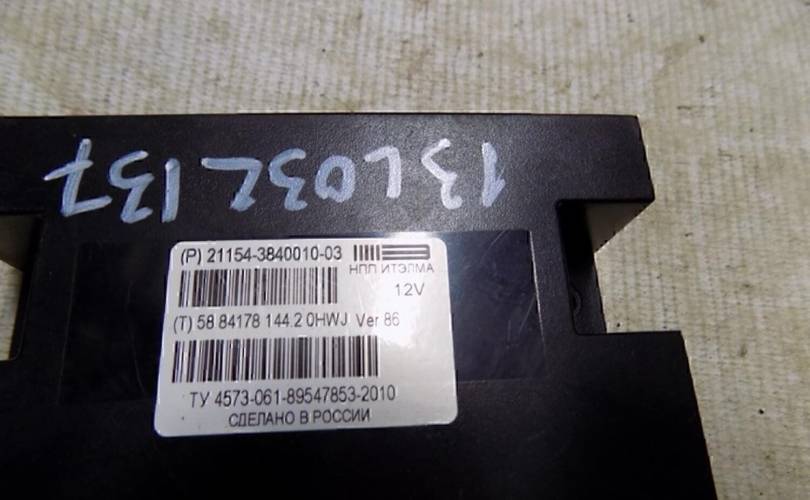 (P) 21154-3840010-03
НПП ИТЭЛМА
12V
(T) 58 84178 144.2 0HWJ Ver 86
ТУ 4573-061-89547853-2010
СДЕЛАНО В РОССИИ